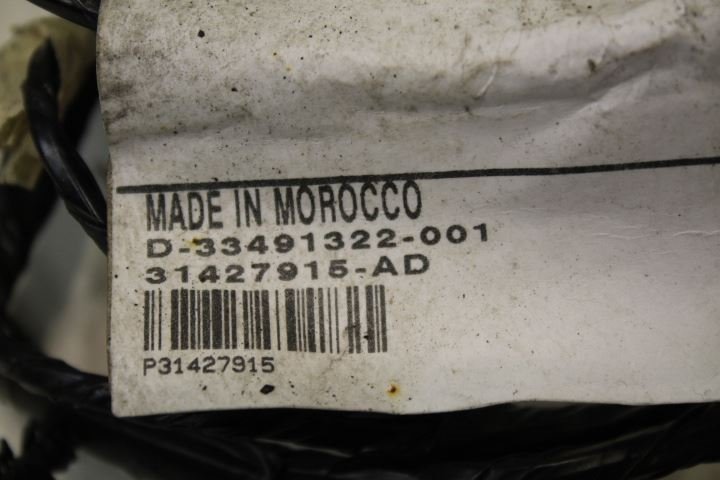 MADE IN MOROCCO
D-33491322-001
31427915-AD
P31427915